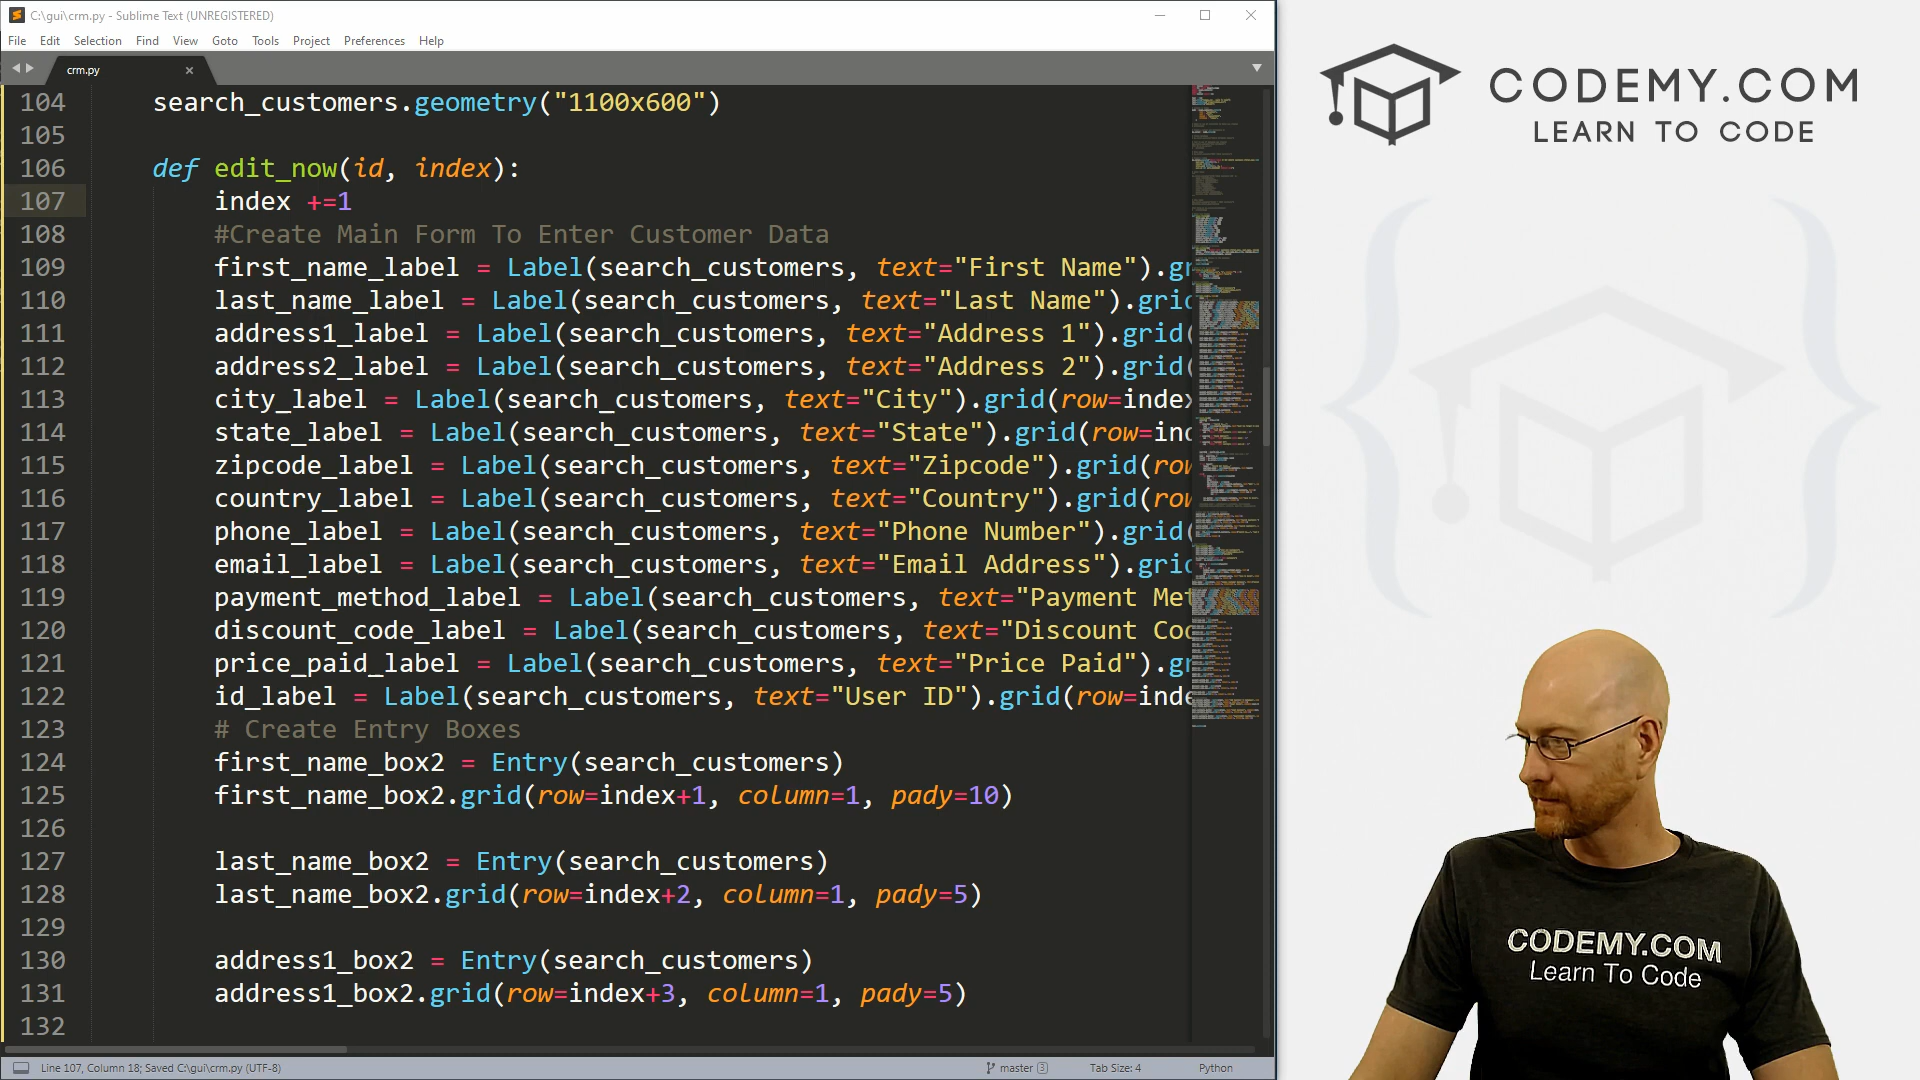 C:\gui\crm.py - Sublime Text (UNREGISTERED)
File Edit Selection Find View Goto Tools Project Preferences Help
crm.py
104 search_customers.geometry("1100x600")
105
106 def edit_now(id, index):
107 index +=1
108 #Create Main Form To Enter Customer Data
109 first_name_label = Label(search_customers, text="First Name").gr
110 last_name_label = Label(search_customers, text="Last Name").grid
111 address1_label = Label(search_customers, text="Address 1").grid(
112 address2_label = Label(search_customers, text="Address 2").grid(
113 city_label = Label(search_customers, text="City").grid(row=index
114 state_label = Label(search_customers, text="State").grid(row=ind
115 zipcode_label = Label(search_customers, text="Zipcode").grid(row
116 country_label = Label(search_customers, text="Country").grid(row
117 phone_label = Label(search_customers, text="Phone Number").grid(
118 email_label = Label(search_customers, text="Email Address").grid
119 payment_method_label = Label(search_customers, text="Payment Met
120 discount_code_label = Label(search_customers, text="Discount Cod
121 price_paid_label = Label(search_customers, text="Price Paid").gr
122 id_label = Label(search_customers, text="User ID").grid(row=inde
123 # Create Entry Boxes
124 first_name_box2 = Entry(search_customers)
125 first_name_box2.grid(row=index+1, column=1, pady=10)
126
127 last_name_box2 = Entry(search_customers)
128 last_name_box2.grid(row=index+2, column=1, pady=5)
129
130 address1_box2 = Entry(search_customers)
131 address1_box2.grid(row=index+3, column=1, pady=5)
132
Line 107, Column 18; Saved C:\gui\crm.py (UTF-8)
master 3
Tab Size: 4
Python
CODEMY.COM
LEARN TO CODE
CODEMY.COM
Learn To Code